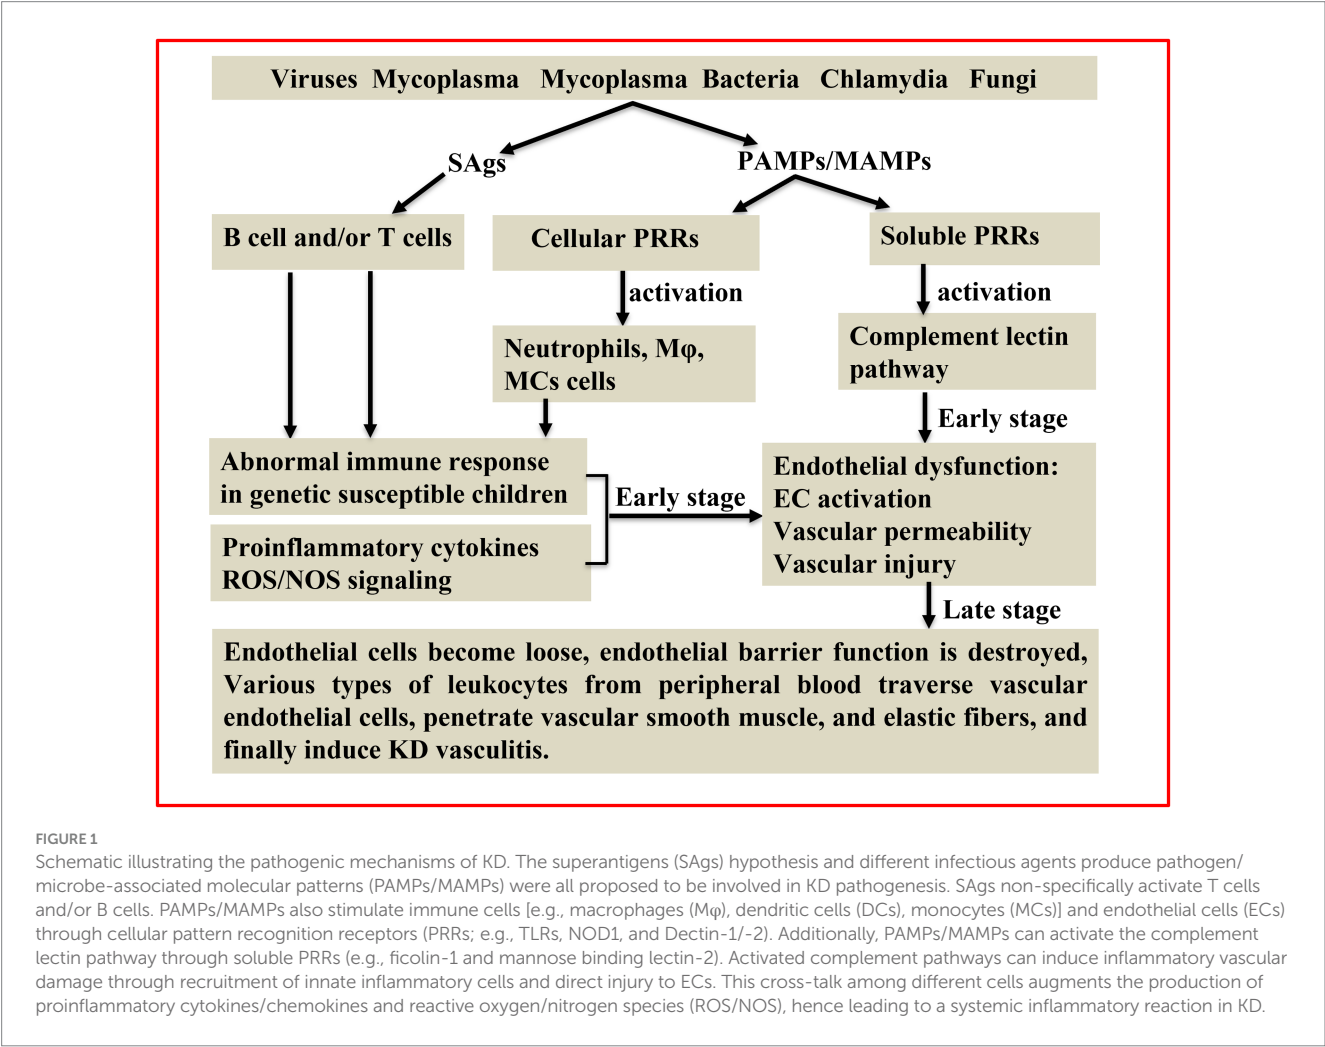 Viruses Mycoplasma Mycoplasma Bacteria Chlamydia Fungi
SAgs
PAMPs/MAMPs
B cell and/or T cells
Cellular PRRs
Soluble PRRs
activation
activation
Neutrophils, Mφ,
MCs cells
Complement lectin
pathway
Early stage
Abnormal immune response
in genetic susceptible children
Early stage
Proinflammatory cytokines
ROS/NOS signaling
Endothelial dysfunction:
EC activation
Vascular permeability
Vascular injury
Late stage
Endothelial cells become loose, endothelial barrier function is destroyed,
Various types of leukocytes from peripheral blood traverse vascular
endothelial cells, penetrate vascular smooth muscle, and elastic fibers, and
finally induce KD vasculitis.
FIGURE 1
Schematic illustrating the pathogenic mechanisms of KD. The superantigens (SAgs) hypothesis and different infectious agents produce pathogen/
microbe-associated molecular patterns (PAMPs/MAMPs) were all proposed to be involved in KD pathogenesis. SAgs non-specifically activate T cells
and/or B cells. PAMPs/MAMPs also stimulate immune cells [e.g., macrophages (Mφ), dendritic cells (DCs), monocytes (MCs)] and endothelial cells (ECs)
through cellular pattern recognition receptors (PRRs; e.g., TLRs, NOD1, and Dectin-1/-2). Additionally, PAMPs/MAMPs can activate the complement
lectin pathway through soluble PRRs (e.g., ficolin-1 and mannose binding lectin-2). Activated complement pathways can induce inflammatory vascular
damage through recruitment of innate inflammatory cells and direct injury to ECs. This cross-talk among different cells augments the production of
proinflammatory cytokines/chemokines and reactive oxygen/nitrogen species (ROS/NOS), hence leading to a systemic inflammatory reaction in KD.